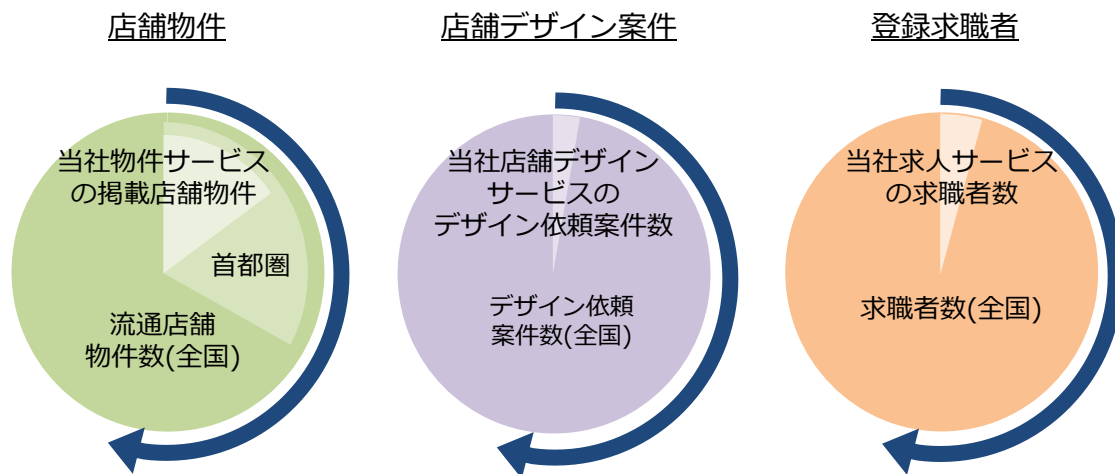 店舗物件
店舗デザイン案件
登録求職者
当社物件サービス
の掲載店舗物件
首都圏
流通店舗
物件数(全国)
当社店舗デザイン
サービスの
デザイン依頼案件数
デザイン依頼
案件数(全国)
当社求人サービス
の求職者数
求職者数(全国)